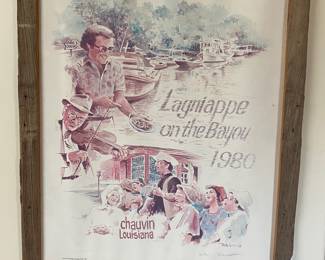 Lagniappe
on the Bayou
1980
chauvin
Louisiana